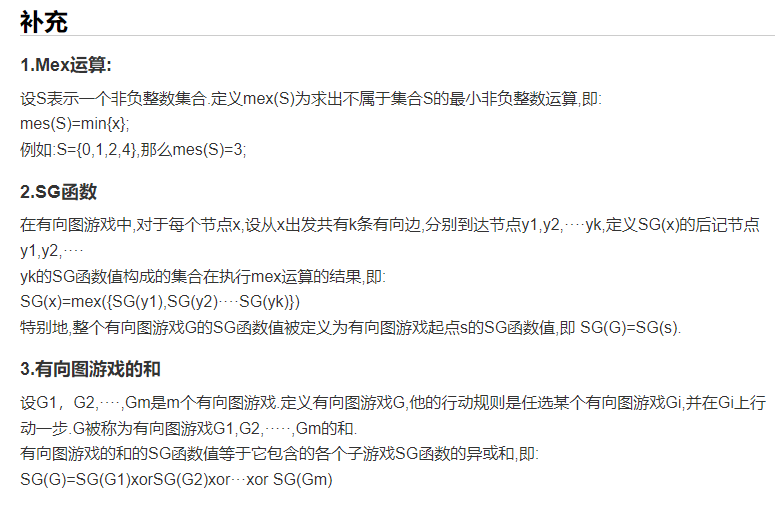 补充
1.Mex运算:
设S表示一个非负整数集合.定义mex(S)为求出不属于集合S的最小非负整数运算,即:
mes(S)=min{x};
例如:S={0,1,2,4},那么mes(S)=3;
2.SG函数
在有向图游戏中,对于每个节点x,设从x出发共有k条有向边,分别到达节点y1,y2,····yk,定义SG(x)的后记节点
y1,y2,····
yk的SG函数值构成的集合在执行mex运算的结果,即:
SG(x)=mex({SG(y1),SG(y2)····SG(yk)})
特别地,整个有向图游戏G的SG函数值被定义为有向图游戏起点s的SG函数值,即 SG(G)=SG(s).
3.有向图游戏的和
设G1，G2,····,Gm是m个有向图游戏.定义有向图游戏G,他的行动规则是任选某个有向图游戏Gi,并在Gi上行
动一步.G被称为有向图游戏G1,G2,·····,Gm的和.
有向图游戏的和的SG函数值等于它包含的各个子游戏SG函数的异或和,即:
SG(G)=SG(G1)xorSG(G2)xor···xor SG(Gm)